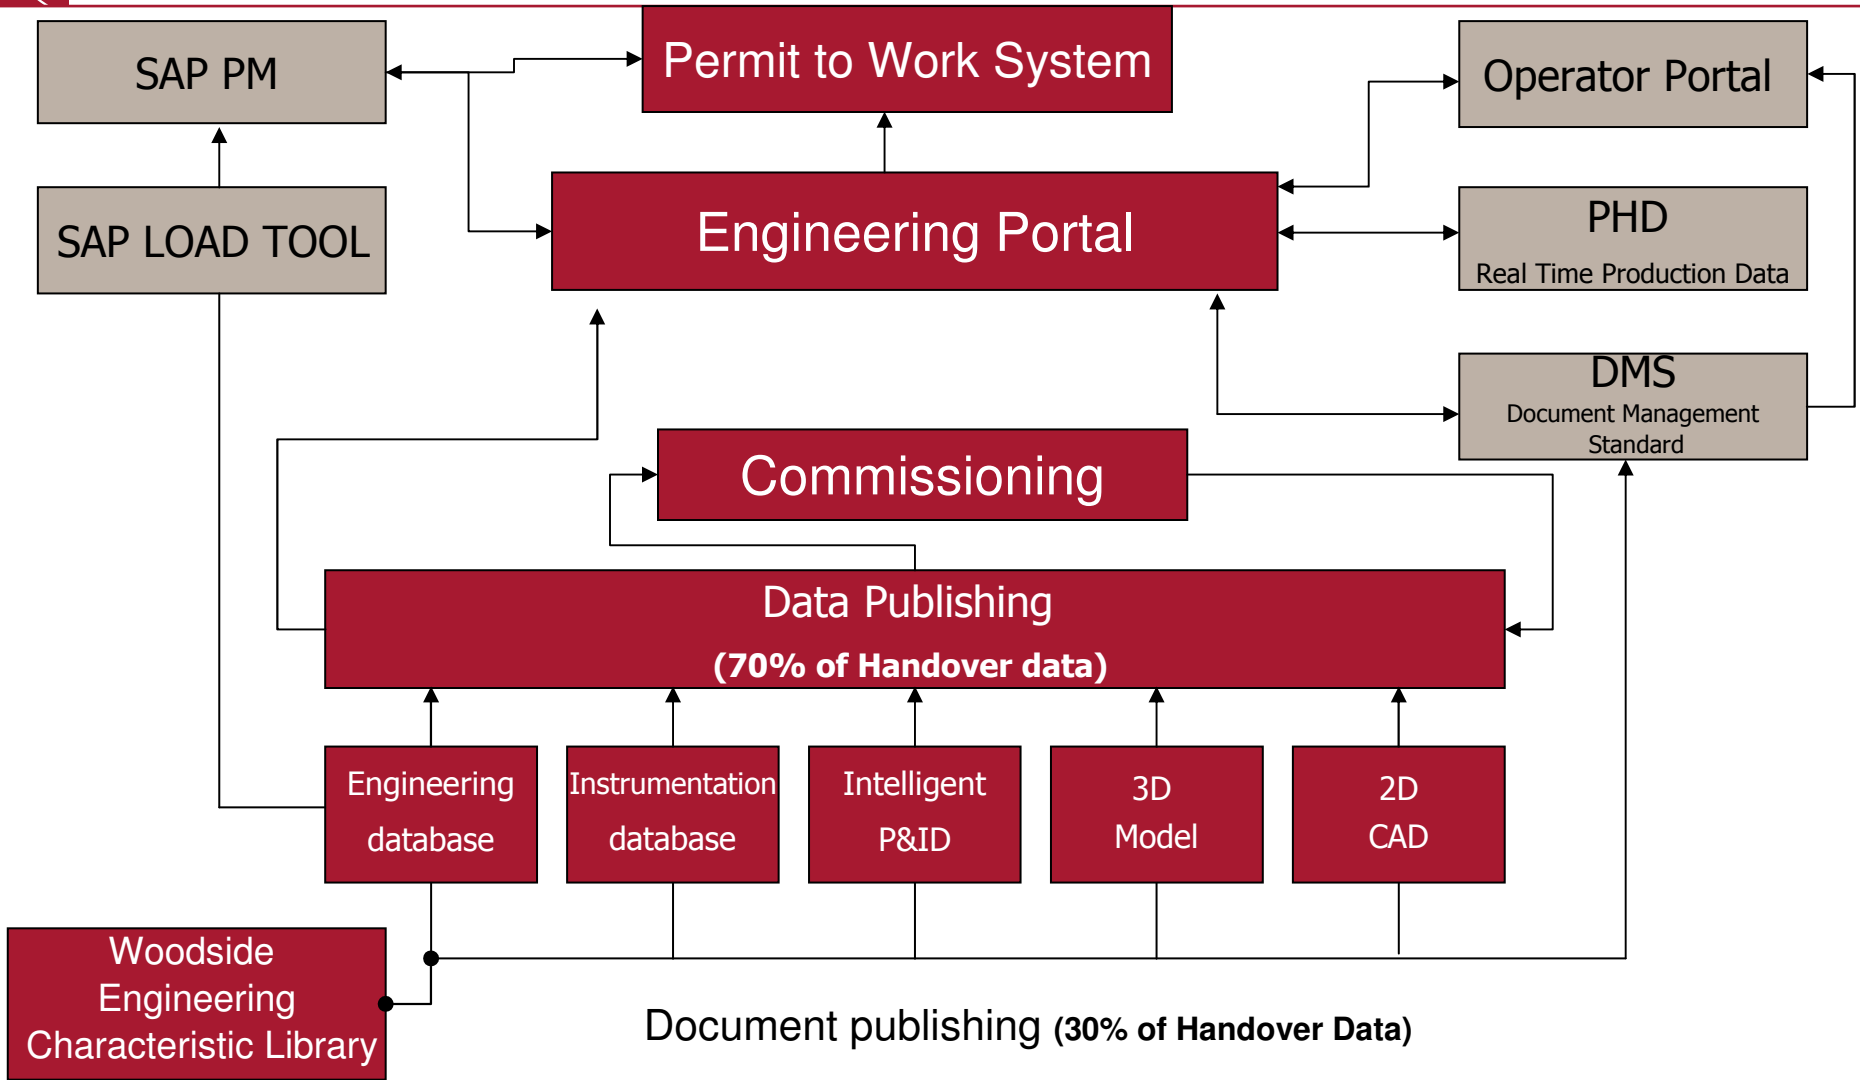 SAP PM
Permit to Work System
Operator Portal
SAP LOAD TOOL
Engineering Portal
PHD
Real Time Production Data
DMS
Document Management
Standard
Commissioning
Data Publishing
(70% of Handover data)
Engineering
database
Instrumentation
database
Intelligent
P&ID
3D
Model
2D
CAD
Woodside
Engineering
Characteristic Library
Document publishing (30% of Handover Data)